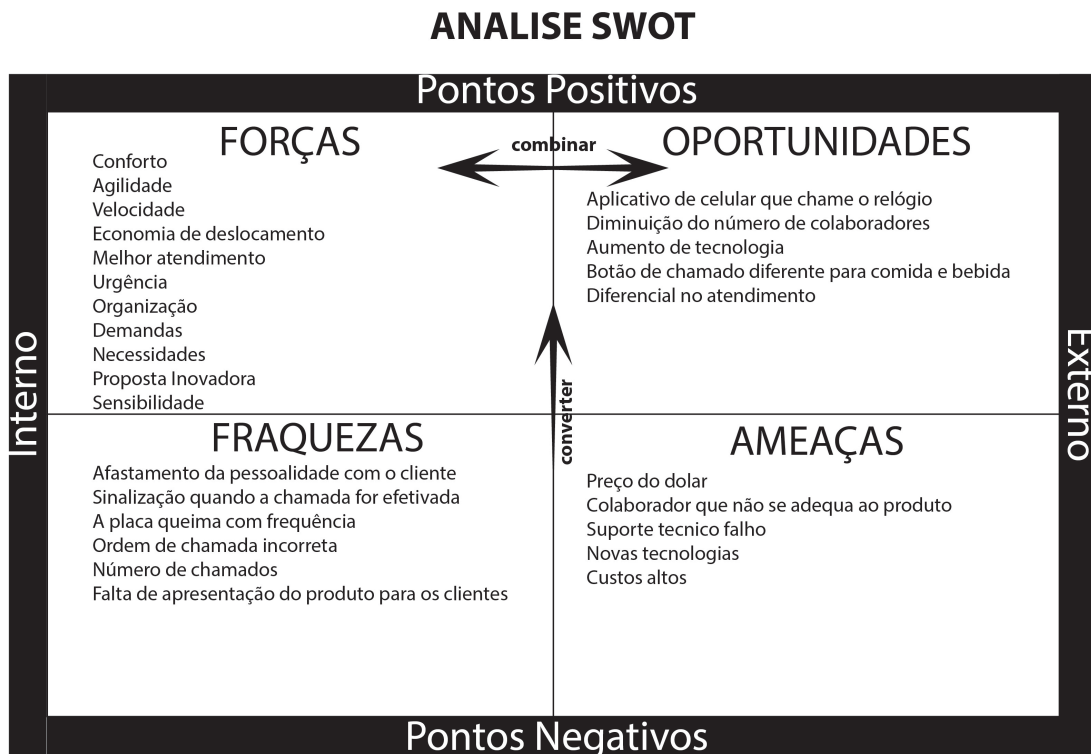 ANALISE SWOT
Pontos Positivos
Interno
Externo
FORÇAS
Conforto
Agilidade
Velocidade
Economia de deslocamento
Melhor atendimento
Urgência
Organização
Demandas
Necessidades
Proposta Inovadora
Sensibilidade
combinar
OPORTUNIDADES
Aplicativo de celular que chame o relógio
Diminuição do número de colaboradores
Aumento de tecnologia
Botão de chamado diferente para comida e bebida
Diferencial no atendimento
converter
FRAQUEZAS
Afastamento da pessoalidade com o cliente
Sinalização quando a chamada for efetivada
A placa queima com frequência
Ordem de chamada incorreta
Número de chamados
Falta de apresentação do produto para os clientes
AMEAÇAS
Preço do dolar
Colaborador que não se adequa ao produto
Suporte tecnico falho
Novas tecnologias
Custos altos
Pontos Negativos